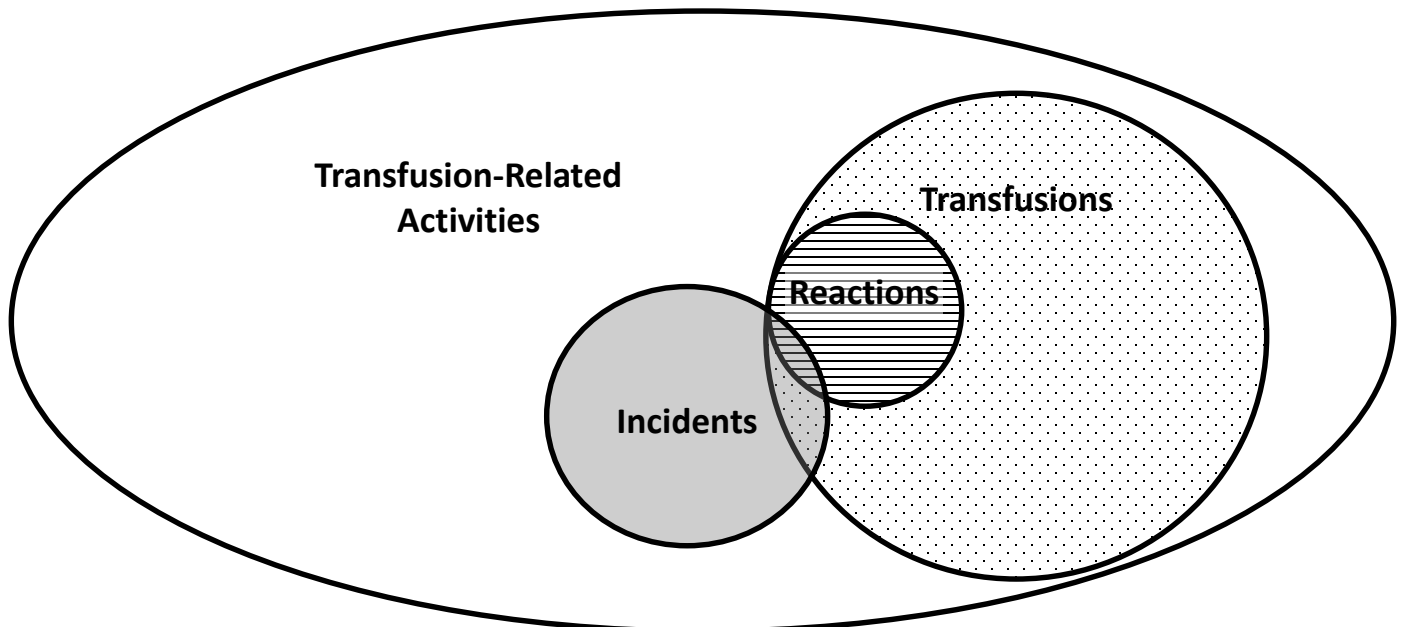 Transfusion-Related
Activities
Transfusions
Reactions
Incidents